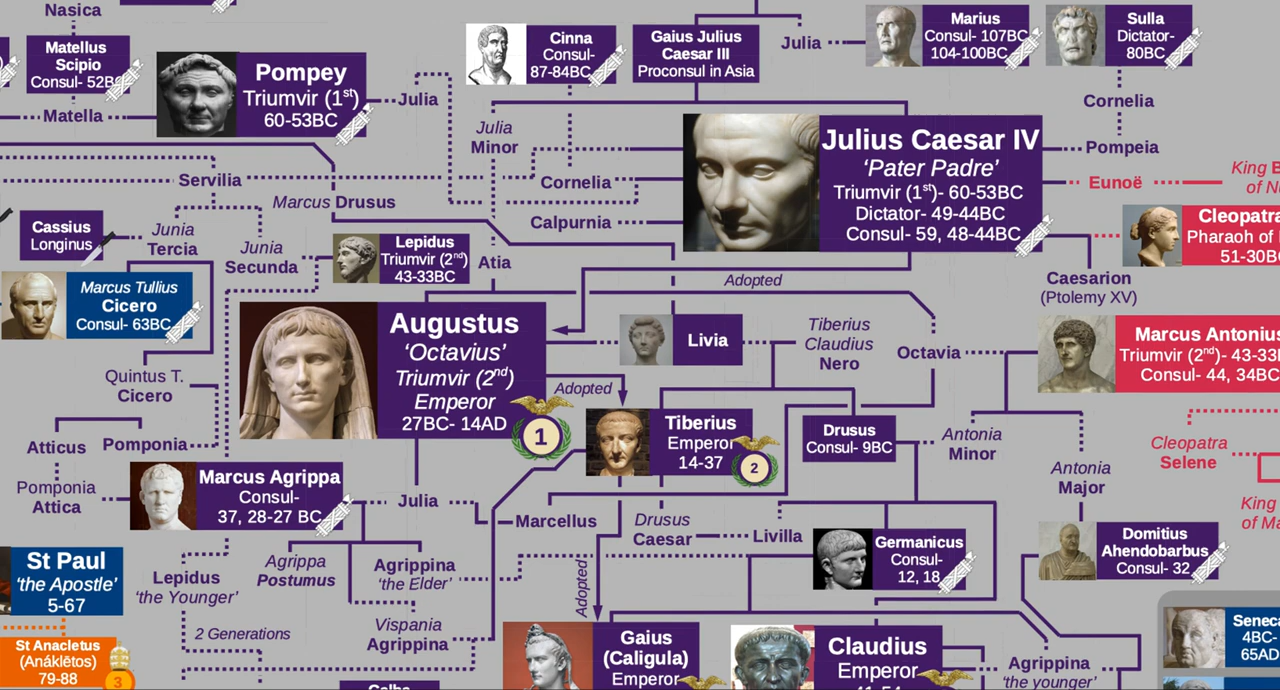 Nasica
Matellus
Scipio
Consul- 52BC
Matella
Pompey
Triumvir (1st)
60-53BC
Julia
Cinna
Consul-
87-84BC
Gaius Julius
Caesar III
Proconsul in Asia
Julia
Marius
Consul- 107BC
104-100BC
Sulla
Dictator-
80BC
Cornelia
Pompeia
Julia
Minor
Julius Caesar IV
‘Pater Padre’
Triumvir (1st)- 60-53BC
Dictator- 49-44BC
Consul- 59, 48-44BC
Servilia
Cornelia
Eunoë
King
of
Marcus Drusus
Calpurnia
Cassius
Longinus
Junia
Tertia
Junia
Secunda
Lepidus
Triumvir (2nd)
43-33BC
Atia
Cleopatra
Pharaoh of
51-30BC
Caesarion
(Ptolemy XV)
Adopted
Marcus Tullius
Cicero
Consul- 63BC
Augustus
‘Octavius’
Triumvir (2nd)
Emperor
27BC- 14AD
1
Livia
Tiberius
Claudius
Nero
Octavia
Marcus Antonius
Triumvir (2nd)- 43-33
Consul- 44, 34BC
Quintus T.
Cicero
Adopted
Tiberius
Emperor
14-37
2
Drusus
Consul- 9BC
Antonia
Minor
Antonia
Major
Cleopatra
Selene
King
of
Atticus
Pomponia
Pomponia
Attica
Marcus Agrippa
Consul-
37, 28-27 BC
Julia
Marcellus
Drusus
Caesar
Livilla
Germanicus
Consul-
12, 18
Domitius
Ahendobarbus
Consul- 32
St Paul
‘the Apostle’
5-67
Lepidus
‘the Younger’
Agrippa
Postumus
Agrippina
‘the Elder’
Adopted
2 Generations
Vispania
Agrippina
St Anacletus
(Anáklētos)
79-88
3
Gaius
(Caligula)
Emperor
Claudius
Emperor
41-54
Agrippina
‘the younger’
Seneca
4BC-
65AD
Galba